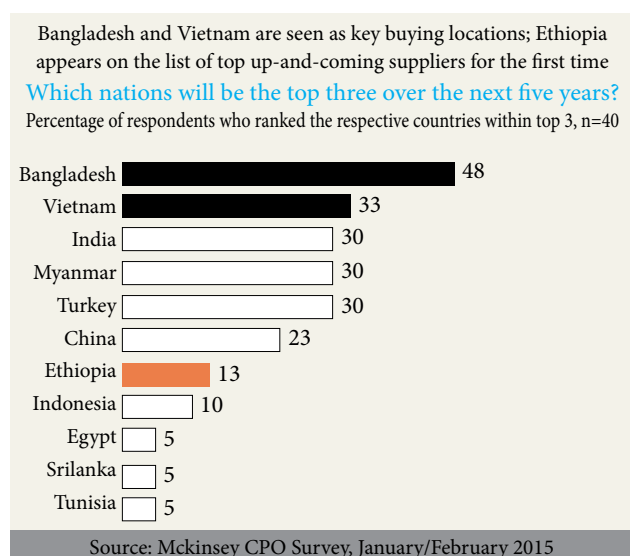 Bangladesh and Vietnam are seen as key buying locations; Ethiopia
appears on the list of top up-and-coming suppliers for the first time
Which nations will be the top three over the next five years?
Percentage of respondents who ranked the respective countries within top 3, n=40
Bangladesh 48
Vietnam 33
India 30
Myanmar 30
Turkey 30
China 23
Ethiopia 13
Indonesia 10
Egypt 5
Srilanka 5
Tunisia 5
Source: Mckinsey CPO Survey, January/February 2015